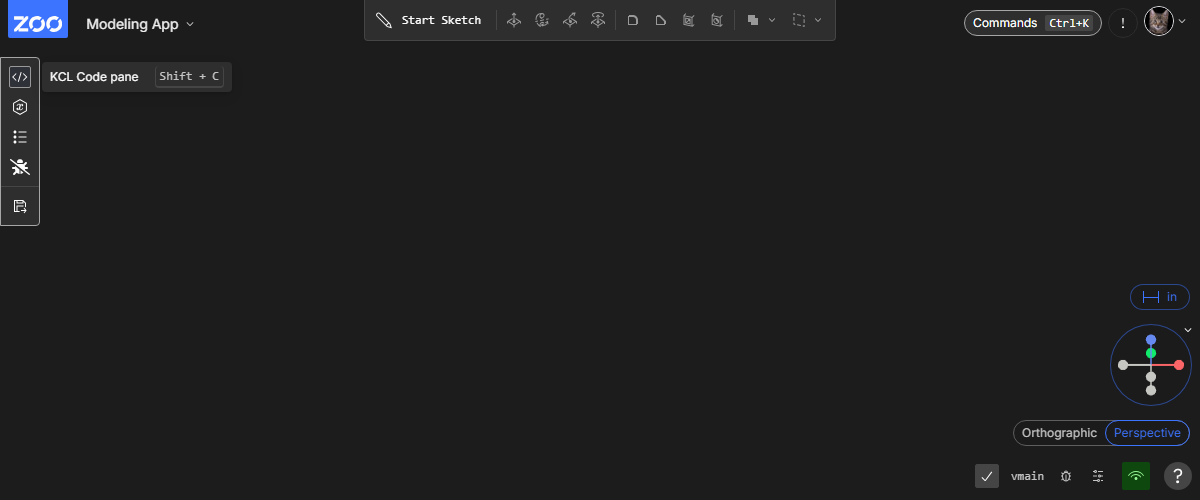 ZOO Modeling App Start Sketch Commands Ctrl+K !
KCL Code pane Shift + C
in
Orthographic Perspective
vmain ?